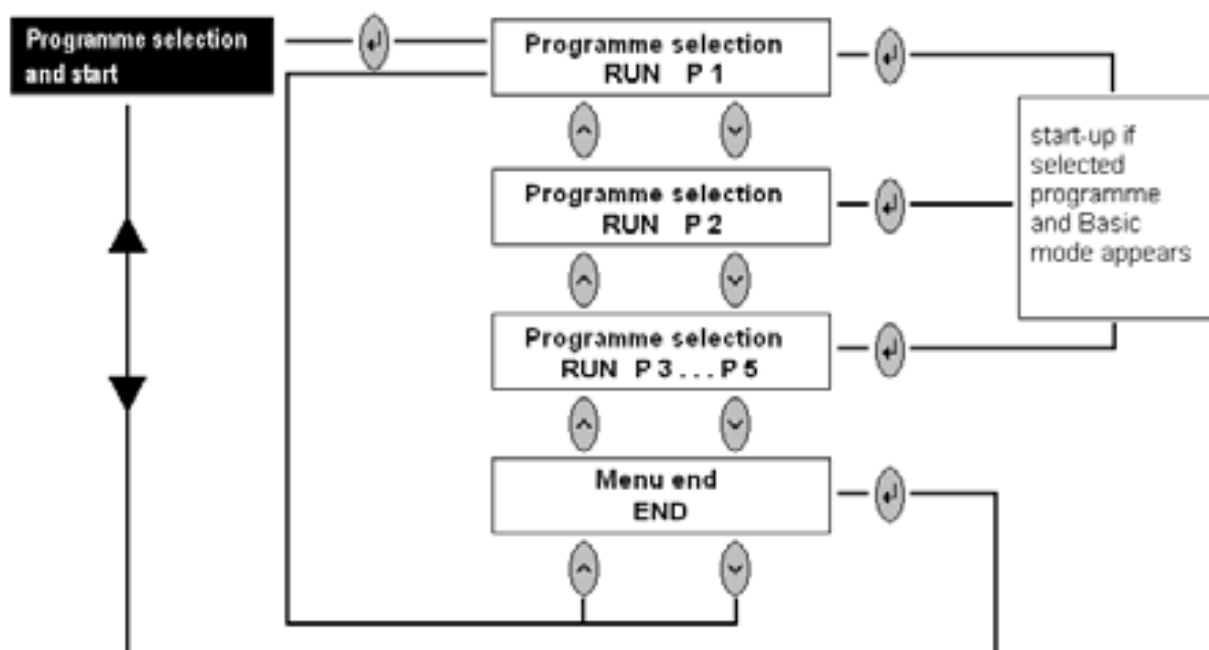 Programme selection
and start
Programme selection
RUN P 1
Programme selection
RUN P 2
Programme selection
RUN P 3 . . . P 5
Menu end
END
start-up if
selected
programme
and Basic
mode appears